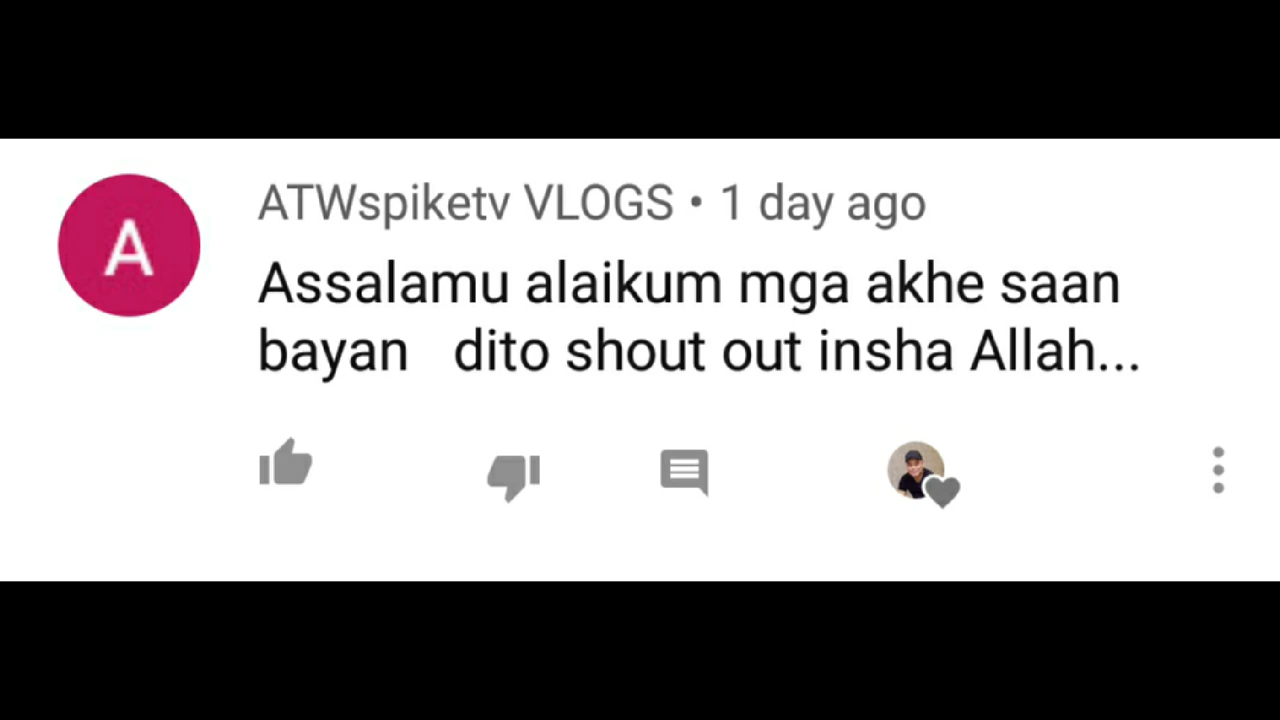 A
ATWspiketv VLOGS • 1 day ago
Assalamu alaikum mga akhe saan
bayan dito shout out insha Allah...